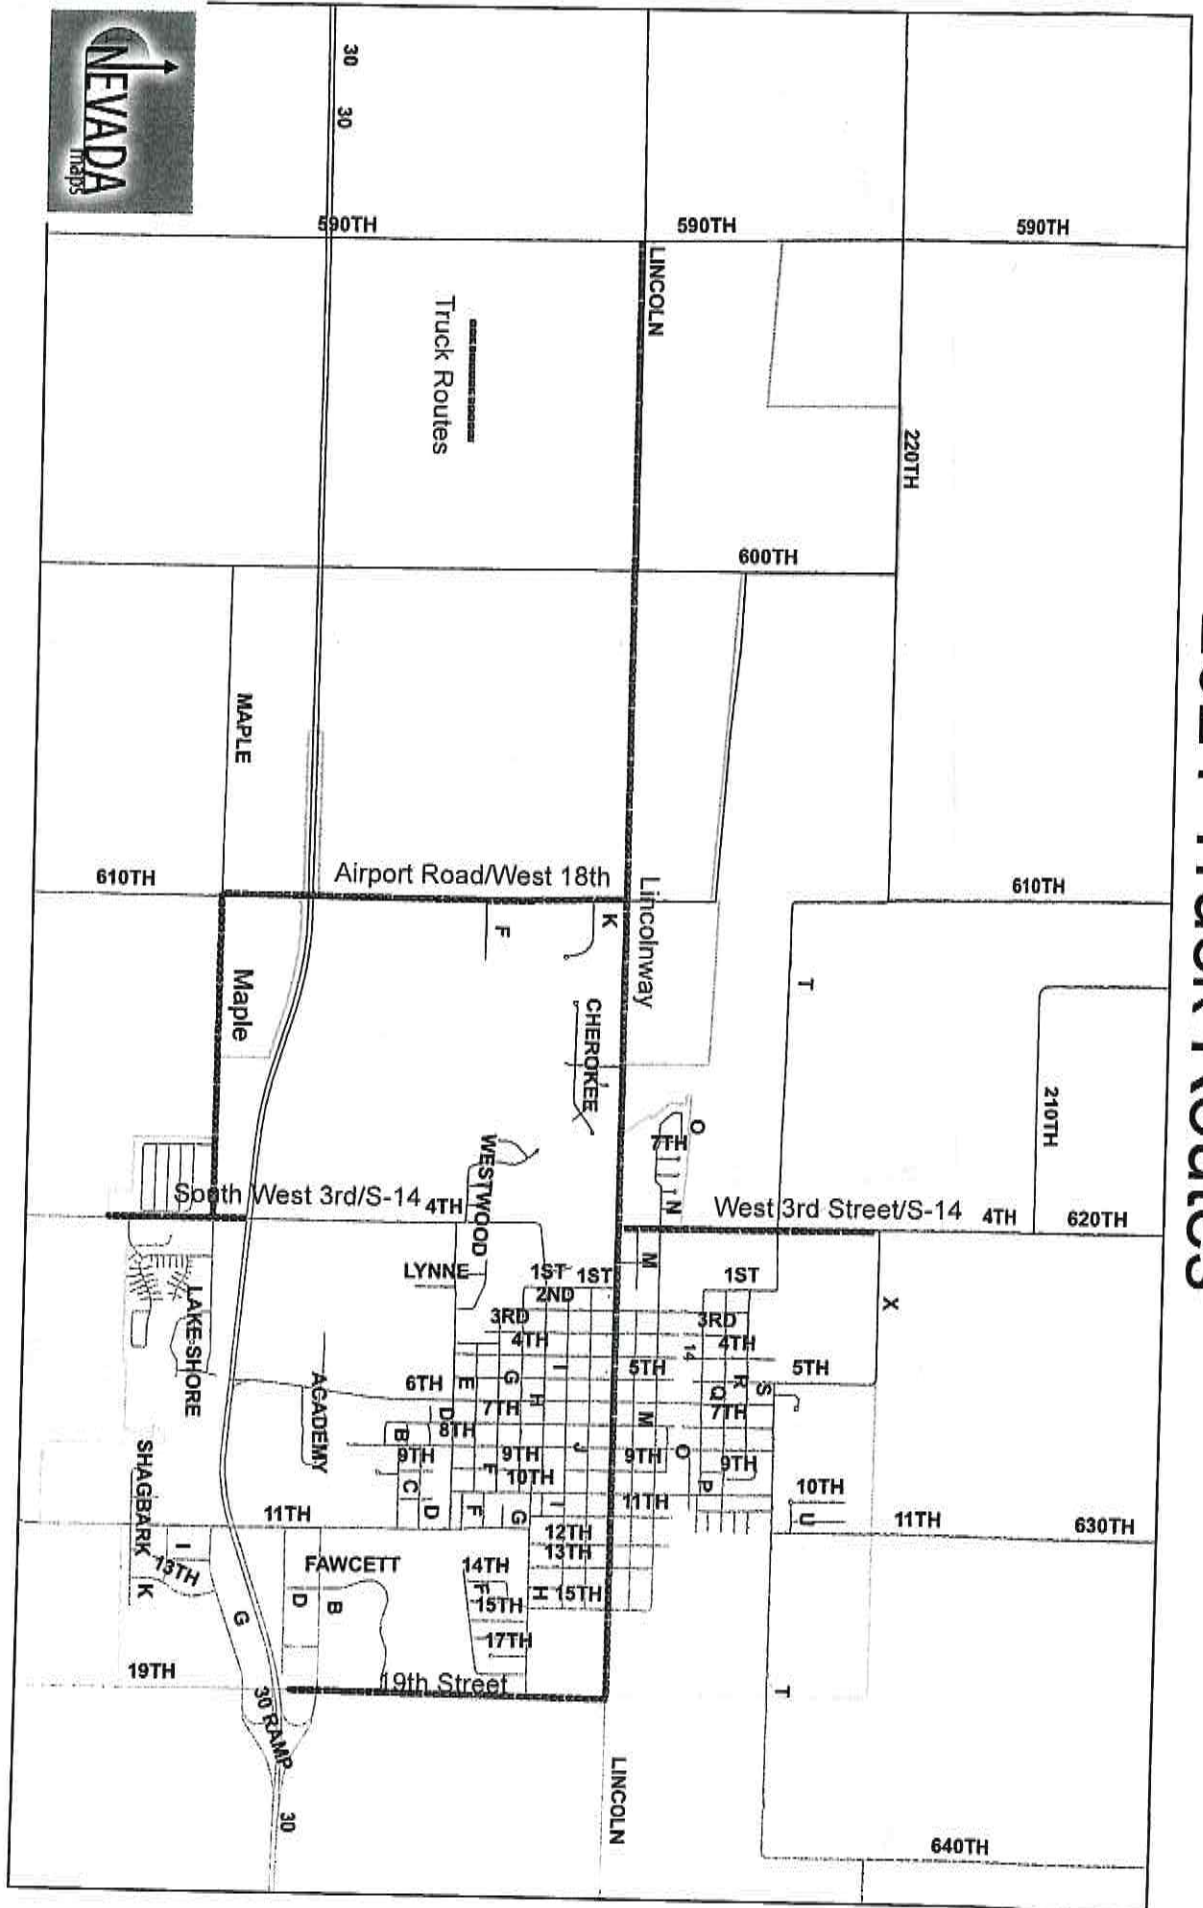 Truck Routes
NEVADA
maps
30
30
590TH
590TH
590TH
LINCOLN
Truck Routes
220TH
600TH
MAPLE
610TH
Airport Road/West 18th
610TH
Lincolnway
F
K
T
Maple
CHEROKEE
210TH
O
7TH
N
WESTWOOD
South West 3rd/S-14
4TH
West 3rd Street/S-14
4TH
620TH
LYNNE
1ST
1ST
M
1ST
X
2ND
LAKE SHORE
3RD
3RD
4TH
4TH
14
I
5TH
5TH
ACADEMY
6TH
E
G
H
R
Q
S
D
7TH
M
7TH
B
8TH
J
9TH
9TH
9TH
O
9TH
SHAGBARK
F
10TH
P
10TH
C
D
F
G
I
11TH
U
11TH
11TH
630TH
12TH
I
13TH
FAWCETT
13TH
K
14TH
F
15TH
H
15TH
D
B
G
17TH
19TH
19th Street
T
30 RAMP
LINCOLN
30
640TH